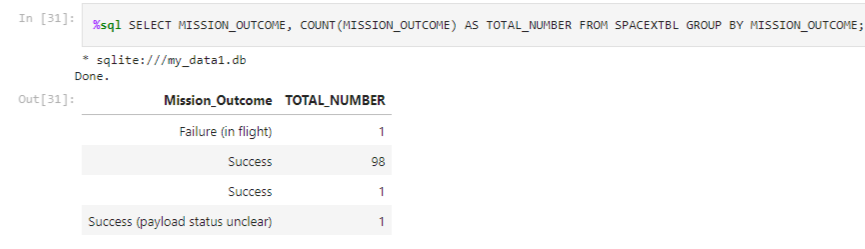 In [31]: %sql SELECT MISSION_OUTCOME, COUNT(MISSION_OUTCOME) AS TOTAL_NUMBER FROM SPACEXTBL GROUP BY MISSION_OUTCOME;
* sqlite:///my_data1.db
Done.
Out[31]: Mission_Outcome TOTAL_NUMBER
Failure (in flight) 1
Success 98
Success 1
Success (payload status unclear) 1